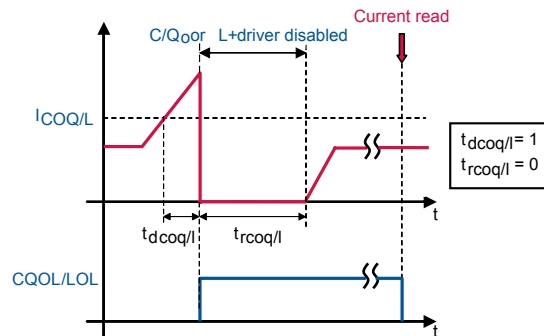 Current read
C/QO or L+driver disabled
ICOQ/L
tdcoq/l = 1
trcoq/l = 0
t
tdcoq/l trcoq/l
CQOL/LOL
t